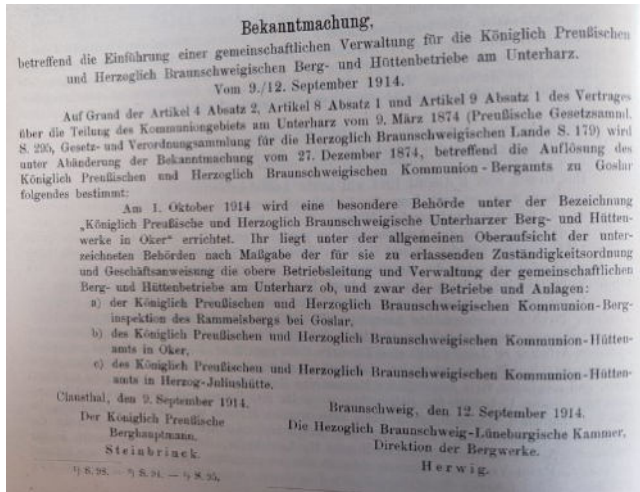 Bekanntmachung,
betreffend die Einführung einer gemeinschaftlichen Verwaltung für die Königlich Preußischen
und Herzoglich Braunschweigischen Berg- und Hüttenbetriebe am Unterharz.
Vom 9./12. September 1914.
Auf Grund der Artikel 4 Absatz 2, Artikel 8 Absatz 1 und Artikel 9 Absatz 1 des Vertrages
über die Teilung des Kommuniongebiets am Unterharz vom 9. März 1874 (Preußische Gesetzsamml.
S. 295, Gesetz- und Verordnungsammlung für die Herzoglich Braunschweigischen Lande S. 179) wird
unter Abänderung der Bekanntmachung vom 27. Dezember 1874, betreffend die Auflösung des
Königlich Preußischen und Herzoglich Braunschweigischen Kommunion-Bergamts zu Goslar
folgendes bestimmt:
Am 1. Oktober 1914 wird eine besondere Behörde unter der Bezeichnung
„Königlich Preußische und Herzoglich Braunschweigische Unterharzer Berg- und Hütten-
werke in Oker“ errichtet. Ihr liegt unter der allgemeinen Oberaufsicht der unter-
zeichneten Behörden nach Maßgabe der für sie zu erlassenden Zuständigkeitsordnung
und Geschäftsanweisung die obere Betriebsleitung und Verwaltung der gemeinschaftlichen
Berg- und Hüttenbetriebe am Unterharz ob, und zwar der Betriebe und Anlagen:
a) der Königlich Preußischen und Herzoglich Braunschweigischen Kommunion-Berg-
inspektion des Rammelsbergs bei Goslar,
b) des Königlich Preußischen und Herzoglich Braunschweigischen Kommunion-Hütten-
amts in Oker,
c) des Königlich Preußischen und Herzoglich Braunschweigischen Kommunion-Hütten-
amts in Herzog-Juliushütte.
Clausthal, den 9. September 1914.
Der Königlich Preußische
Berghauptmann.
Steinbrinck.
Braunschweig, den 12. September 1914.
Die Hezoglich Braunschweig-Lüneburgische Kammer,
Direktion der Bergwerke.
Herwig.